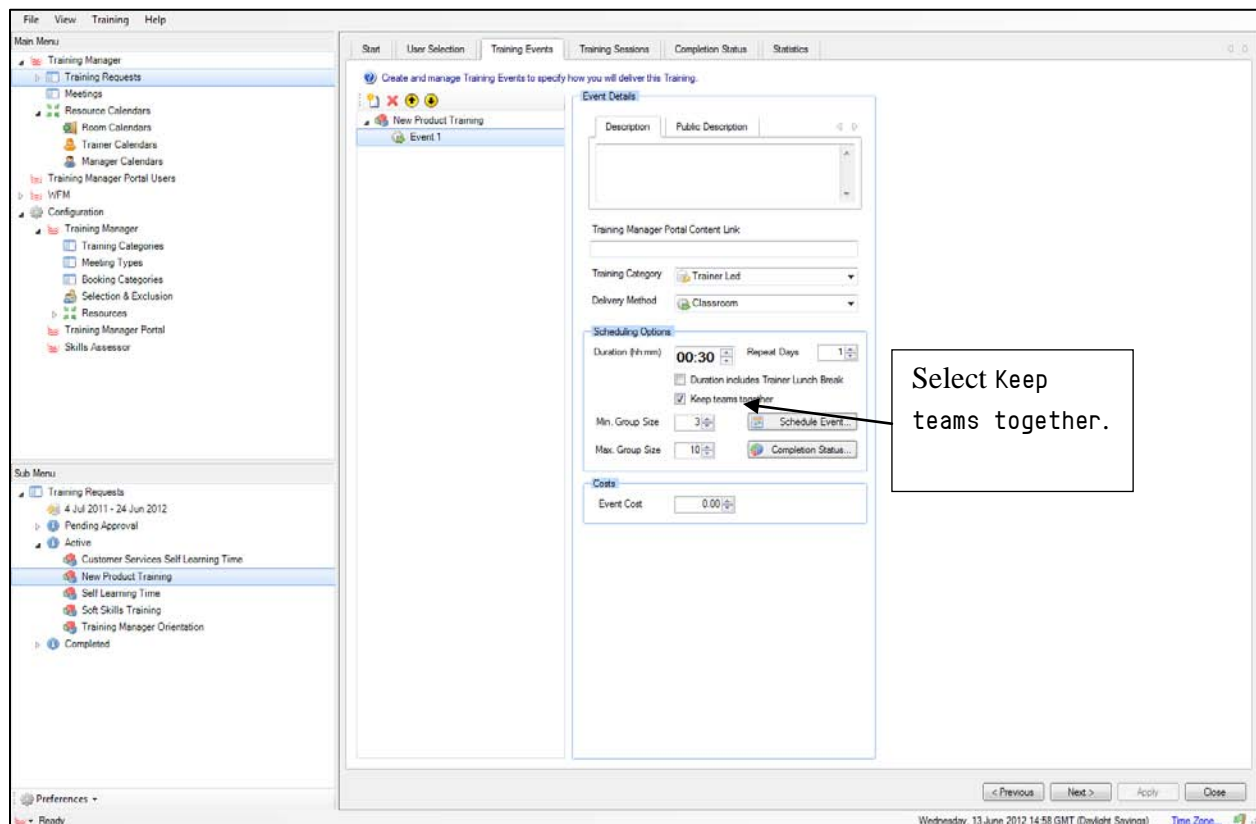 File View Training Help
Main Menu
Training Manager
Training Requests
Meetings
Resource Calendars
Room Calendars
Trainer Calendars
Manager Calendars
Training Manager Portal Users
WFM
Configuration
Training Manager
Training Categories
Meeting Types
Booking Categories
Selection & Exclusion
Resources
Training Manager Portal
Skills Assessor
Sub Menu
Training Requests
4 Jul 2011 - 24 Jun 2012
Pending Approval
Active
Customer Services Self Learning Time
New Product Training
Self Learning Time
Soft Skills Training
Training Manager Orientation
Completed
Preferences
Ready
Start User Selection Training Events Training Sessions Completion Status Statistics
Create and manage Training Events to specify how you will deliver this Training.
New Product Training
Event 1
Event Details
Description Public Description
Training Manager Portal Content Link
Training Category Trainer Led
Delivery Method Classroom
Scheduling Options
Duration (hh:mm) 00:30 Repeat Days 1
Duration includes Trainer Lunch Break
Keep teams together
Min. Group Size 3 Schedule Event...
Max. Group Size 10 Completion Status...
Costs
Event Cost 0.00
Select Keep
teams together.
< Previous Next > Apply Close
Wednesday, 13 June 2012 14:58 GMT (Daylight Savings) Time Zone...